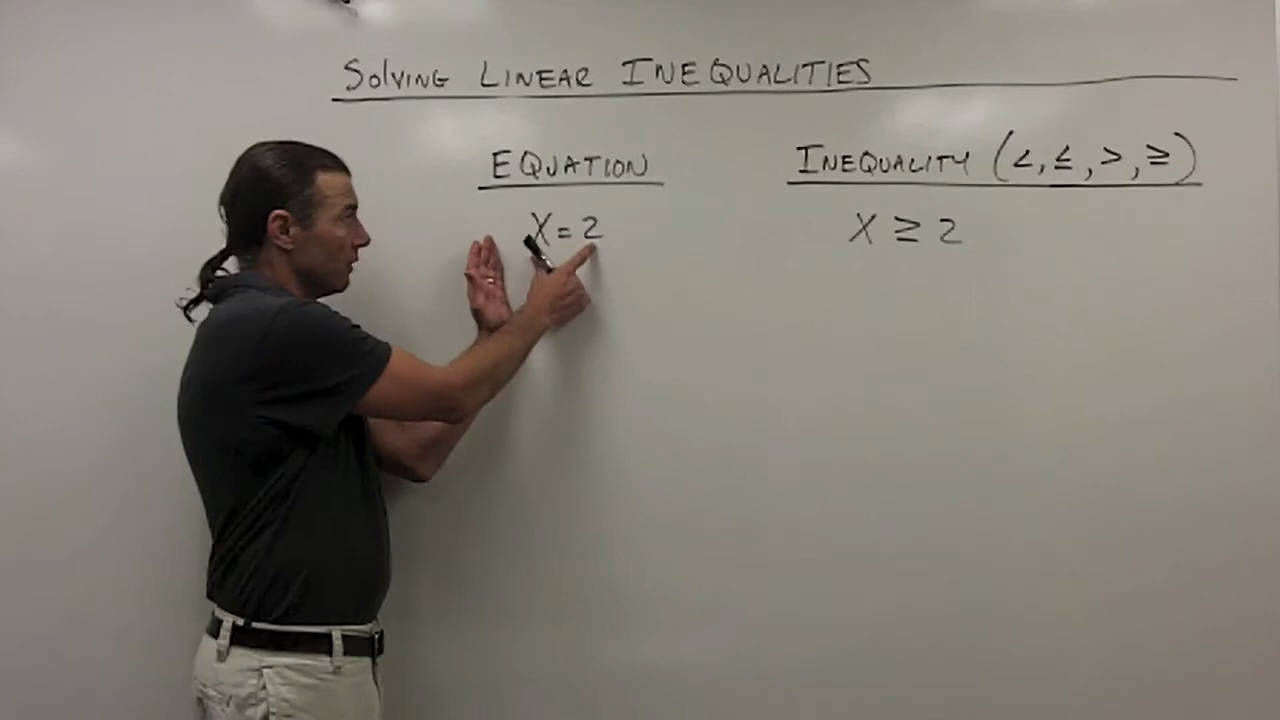 Solving LINEAR INEQUALITIES
EQUATION
X = 2
INEQUALITY (<, ≤, >, ≥)
X ≥ 2